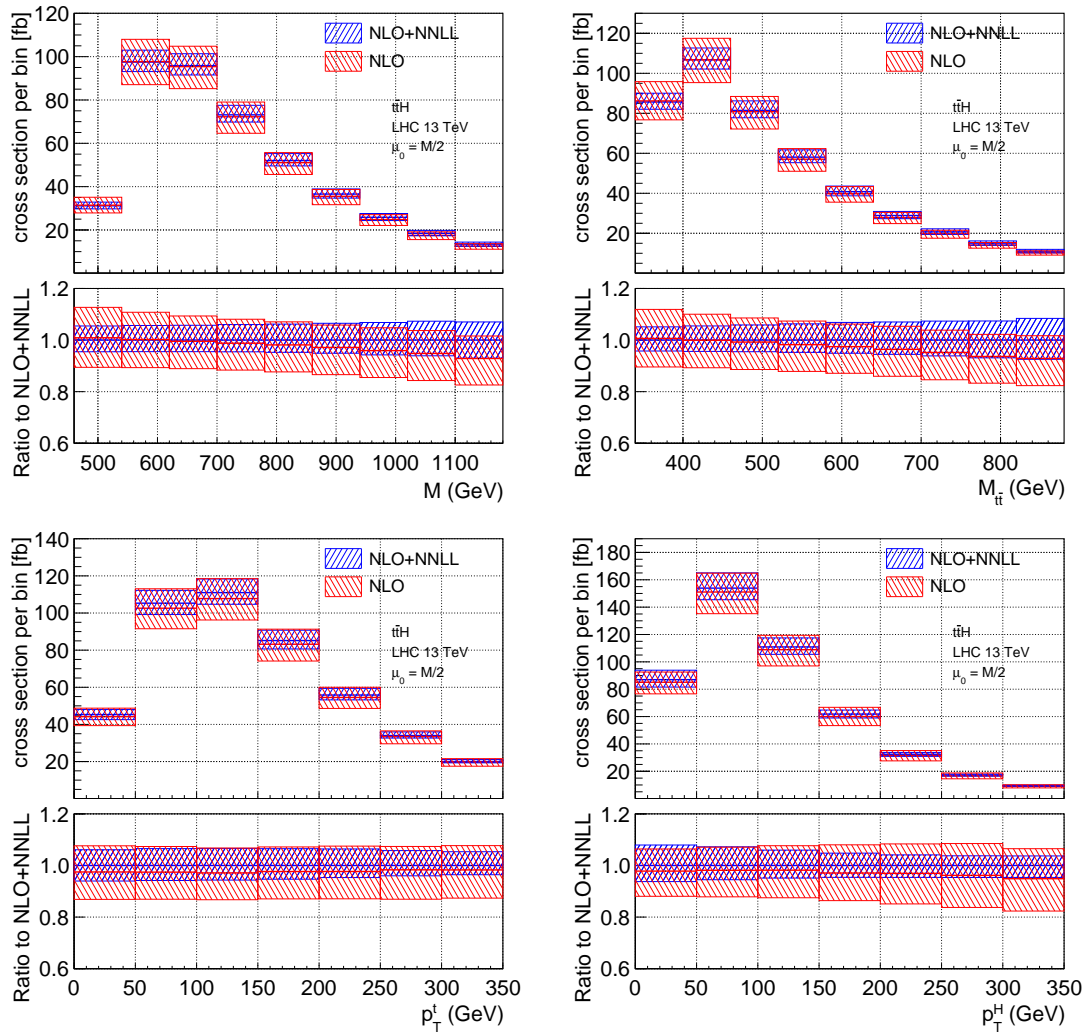 cross section per bin [fb]
120
100
80
60
40
20
NLO+NNLL
NLO
tt̄H
LHC 13 TeV
μ₀ = M/2
Ratio to NLO+NNLL
1.2
1.0
0.8
0.6
500 600 700 800 900 1000 1100
M (GeV)
cross section per bin [fb]
120
100
80
60
40
20
NLO+NNLL
NLO
tt̄H
LHC 13 TeV
μ₀ = M/2
Ratio to NLO+NNLL
1.2
1.0
0.8
0.6
400 500 600 700 800
M_tt̄ (GeV)
cross section per bin [fb]
140
120
100
80
60
40
20
NLO+NNLL
NLO
tt̄H
LHC 13 TeV
μ₀ = M/2
Ratio to NLO+NNLL
1.2
1.0
0.8
0.6
0 50 100 150 200 250 300 350
p_T^t (GeV)
cross section per bin [fb]
180
160
140
120
100
80
60
40
20
NLO+NNLL
NLO
tt̄H
LHC 13 TeV
μ₀ = M/2
Ratio to NLO+NNLL
1.2
1.0
0.8
0.6
0 50 100 150 200 250 300 350
p_T^H (GeV)